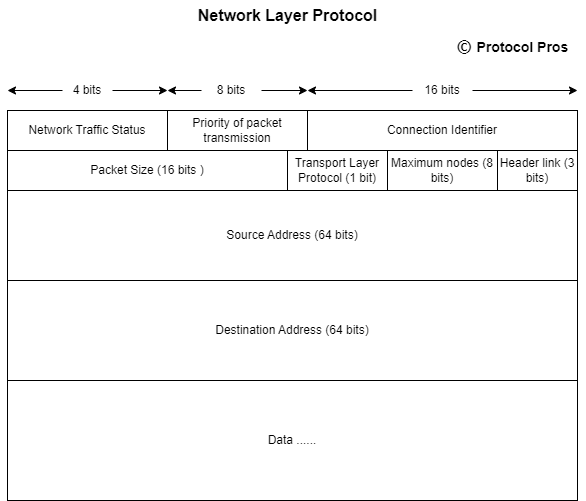 Network Layer Protocol
© Protocol Pros
4 bits 8 bits 16 bits
Network Traffic Status
Priority of packet
transmission
Connection Identifier
Packet Size (16 bits )
Transport Layer
Protocol (1 bit)
Maximum nodes (8
bits)
Header link (3
bits)
Source Address (64 bits)
Destination Address (64 bits)
Data ......